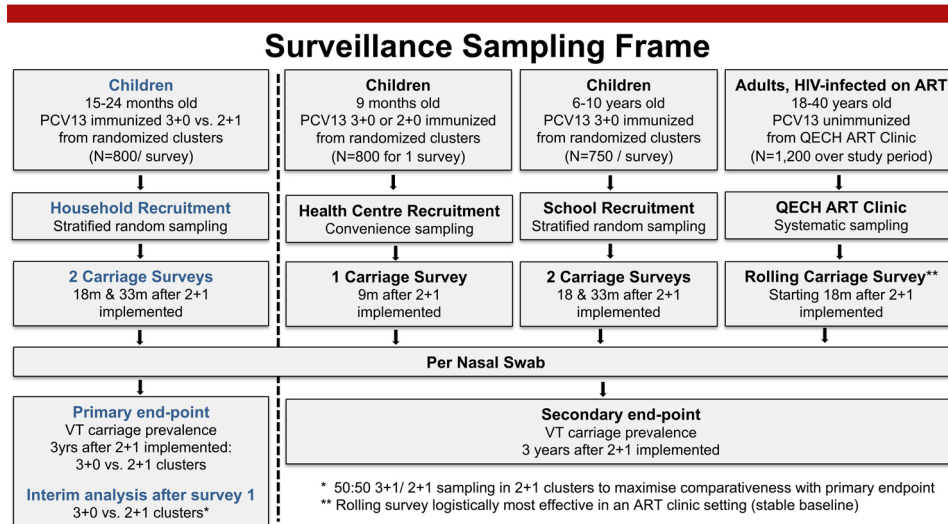 Surveillance Sampling Frame
Children
15-24 months old
PCV13 immunized 3+0 vs. 2+1
from randomized clusters
(N=800/ survey)
Children
9 months old
PCV13 3+0 or 2+0 immunized
from randomized clusters
(N=800 for 1 survey)
Children
6-10 years old
PCV13 3+0 immunized
from randomized clusters
(N=750 / survey)
Adults, HIV-infected on ART
18-40 years old
PCV13 unimmunized
from QECH ART Clinic
(N=1,200 over study period)
Household Recruitment
Stratified random sampling
Health Centre Recruitment
Convenience sampling
School Recruitment
Stratified random sampling
QECH ART Clinic
Systematic sampling
2 Carriage Surveys
18m & 33m after 2+1
implemented
1 Carriage Survey
9m after 2+1
implemented
2 Carriage Surveys
18 & 33m after 2+1
implemented
Rolling Carriage Survey**
Starting 18m after 2+1
implemented
Per Nasal Swab
Primary end-point
VT carriage prevalence
3yrs after 2+1 implemented:
3+0 vs. 2+1 clusters
Interim analysis after survey 1
3+0 vs. 2+1 clusters*
Secondary end-point
VT carriage prevalence
3 years after 2+1 implemented
* 50:50 3+1/ 2+1 sampling in 2+1 clusters to maximise comparativeness with primary endpoint
** Rolling survey logistically most effective in an ART clinic setting (stable baseline)